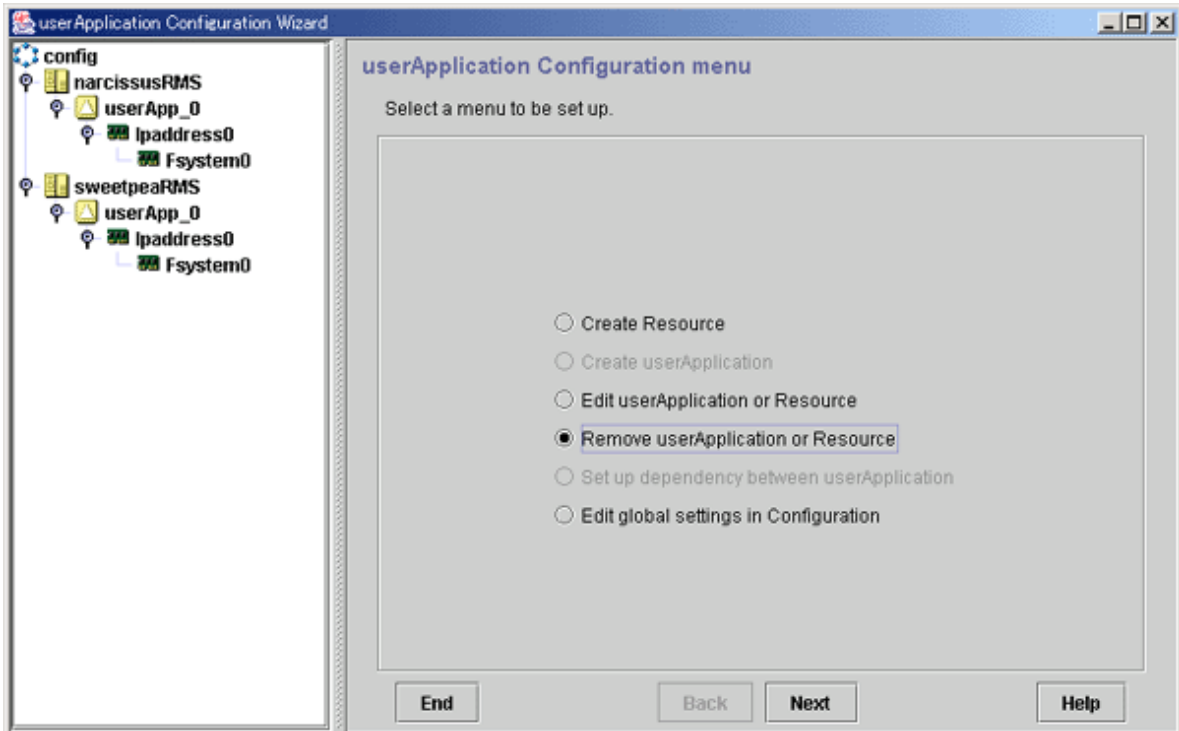 userApplication Configuration Wizard
config
narcissusRMS
userApp_0
Ipaddress0
Fsystem0
sweetpeaRMS
userApp_0
Ipaddress0
Fsystem0
userApplication Configuration menu
Select a menu to be set up.
Create Resource
Create userApplication
Edit userApplication or Resource
Remove userApplication or Resource
Set up dependency between userApplication
Edit global settings in Configuration
End Back Next Help